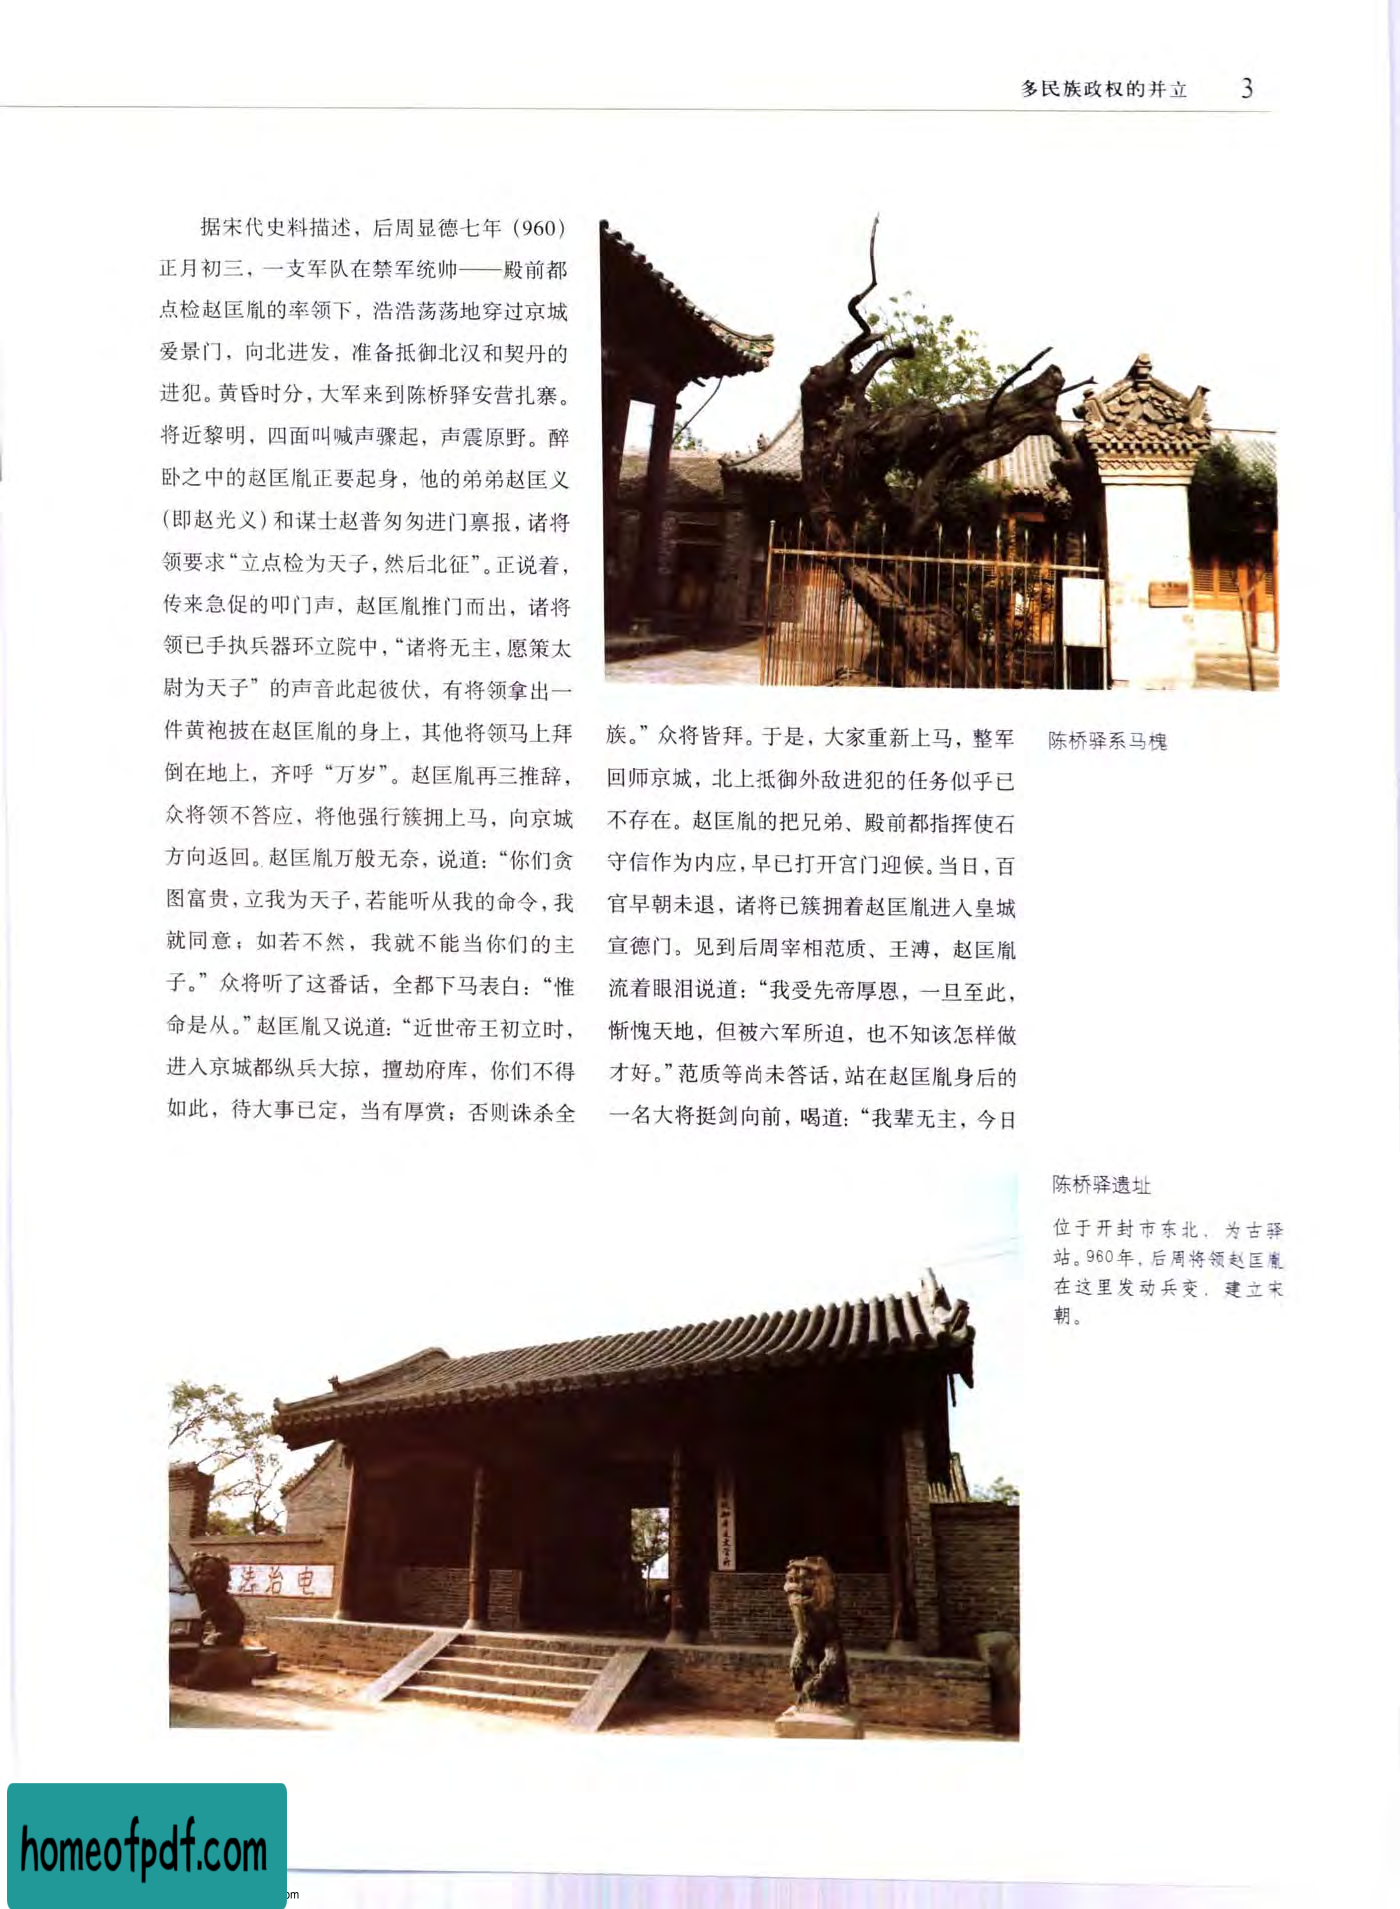 多民族政权的并立 3
据宋代史料描述，后周显德七年（960）
正月初三，一支军队在禁军统帅——殿前都
点检赵匡胤的率领下，浩浩荡荡地穿过京城
爱景门，向北进发，准备抵御北汉和契丹的
进犯。黄昏时分，大军来到陈桥驿安营扎寨。
将近黎明，四面叫喊声骤起，声震原野。醉
卧之中的赵匡胤正要起身，他的弟弟赵匡义
（即赵光义）和谋士赵普匆匆进门禀报，诸将
领要求“立点检为天子，然后北征”。正说着，
传来急促的叩门声，赵匡胤推门而出，诸将
领已手执兵器环立院中，“诸将无主，愿策太
尉为天子”的声音此起彼伏，有将领拿出一
件黄袍披在赵匡胤的身上，其他将领马上拜
倒在地上，齐呼“万岁”。赵匡胤再三推辞，
众将领不答应，将他强行簇拥上马，向京城
方向返回。赵匡胤万般无奈，说道：“你们贪
图富贵，立我为天子，若能听从我的命令，我
就同意；如若不然，我就不能当你们的主
子。”众将听了这番话，全都下马表白：“惟
命是从。”赵匡胤又说道：“近世帝王初立时，
进入京城都纵兵大掠，擅劫府库，你们不得
如此，待大事已定，当有厚赏；否则诛杀全
族。”众将皆拜。于是，大家重新上马，整军
回师京城，北上抵御外敌进犯的任务似乎已
不存在。赵匡胤的把兄弟、殿前都指挥使石
守信作为内应，早已打开宫门迎候。当日，百
官早朝未退，诸将已簇拥着赵匡胤进入皇城
宣德门。见到后周宰相范质、王溥，赵匡胤
流着眼泪说道：“我受先帝厚恩，一旦至此，
惭愧天地，但被六军所迫，也不知该怎样做
才好。”范质等尚未答话，站在赵匡胤身后的
一名大将挺剑向前，喝道：“我辈无主，今日
陈桥驿系马槐
陈桥驿遗址
位于开封市东北，为古驿
站。960年，后周将领赵匡胤
在这里发动兵变，建立宋
朝。
法治电
homeofpdf.com
om